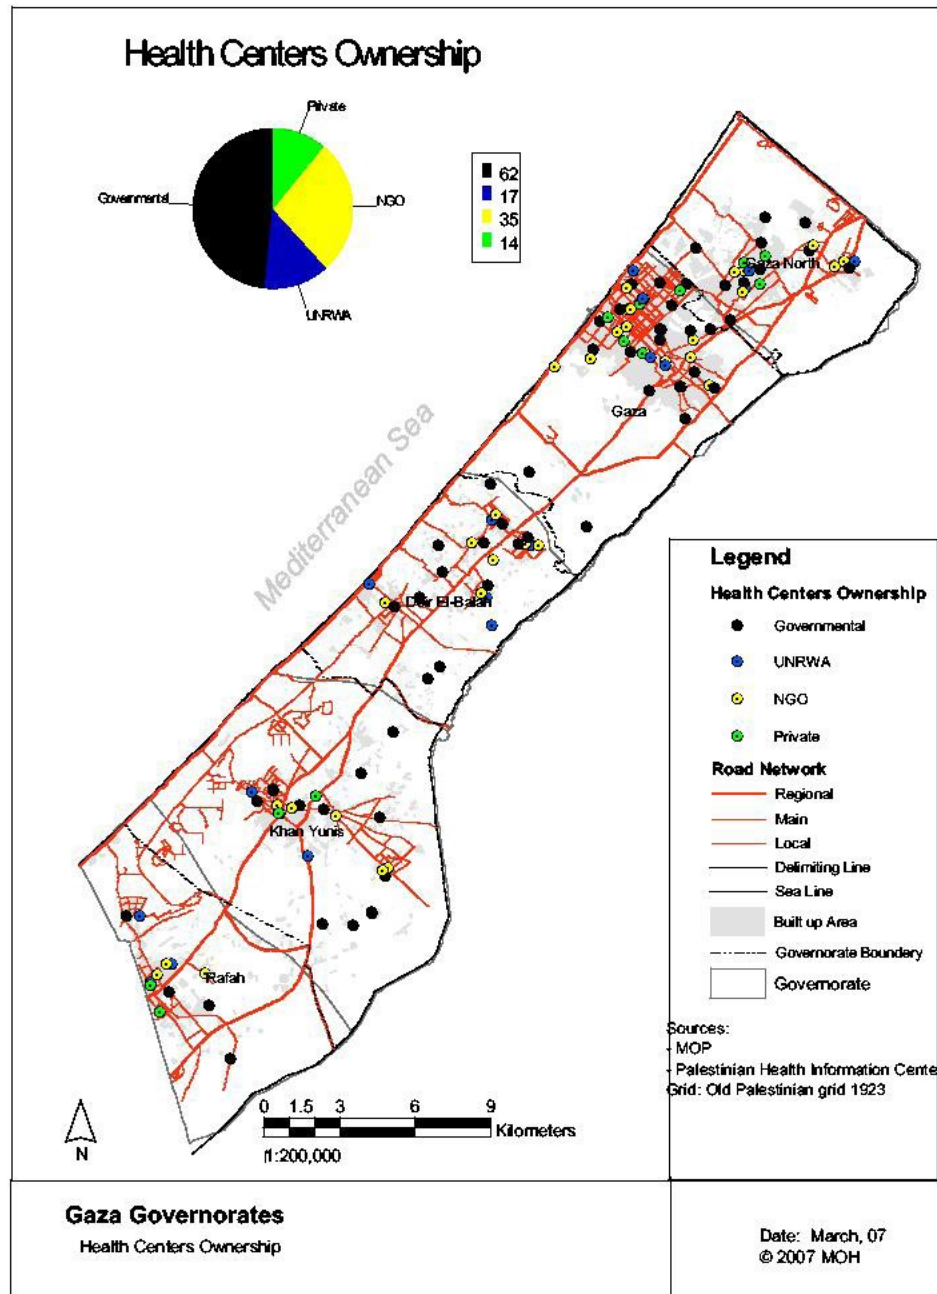 Health Centers Ownership
Private
Governmental
NGO
UNRWA
62
17
35
14
Gaza North
Gaza
Mediterranean Sea
Deir El-Balah
Khan Yunis
Rafah
Legend
Health Centers Ownership
Governmental
UNRWA
NGO
Private
Road Network
Regional
Main
Local
Delimiting Line
Sea Line
Built up Area
Governorate Boundary
Governorate
Sources:
- MOP
- Palestinian Health Information Cente
Grid: Old Palestinian grid 1923
N
0 1.5 3 6 9
Kilometers
1:200,000
Gaza Governorates
Health Centers Ownership
Date: March, 07
© 2007 MOH